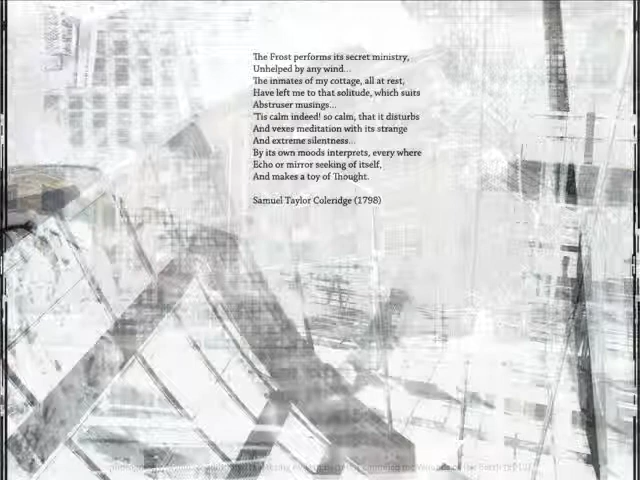 The Frost performs its secret ministry,
Unhelped by any wind...
The inmates of my cottage, all at rest,
Have left me to that solitude, which suits
Abstruser musings...
'Tis calm indeed! so calm, that it disturbs
And vexes meditation with its strange
And extreme silentness...
By its own moods interprets, every where
Echo or mirror seeking of itself,
And makes a toy of Thought.
Samuel Taylor Coleridge (1798)